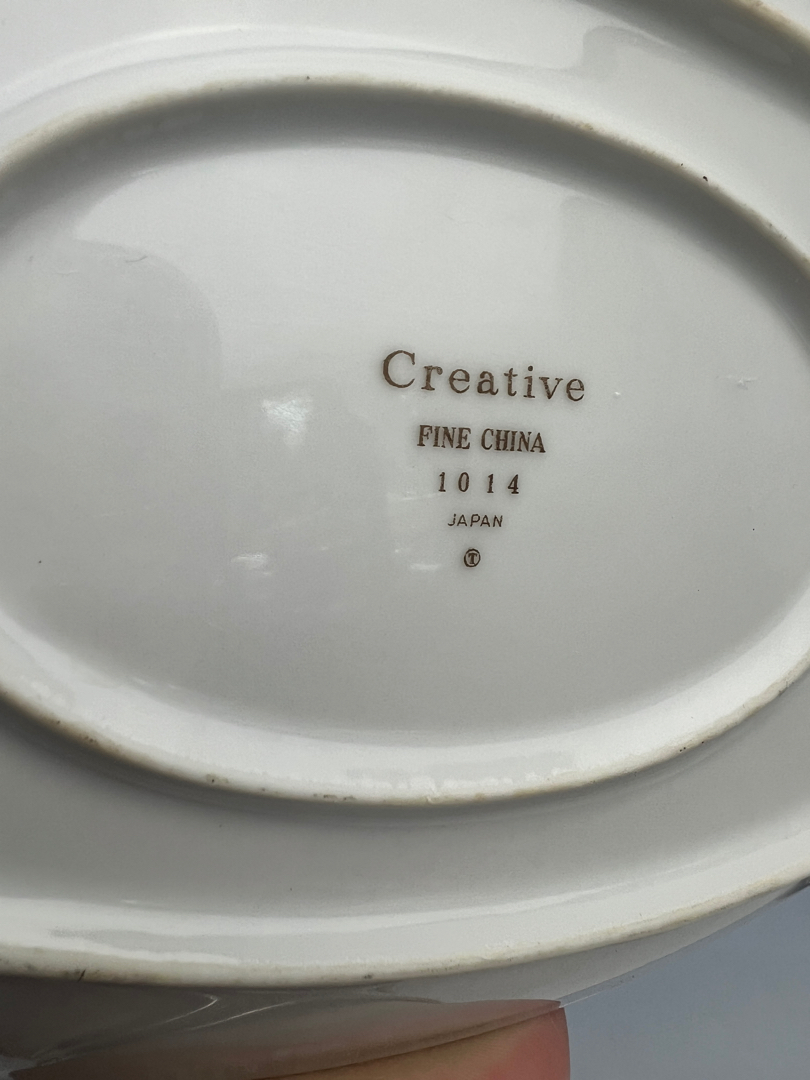 Creative
FINE CHINA
1014
JAPAN
Ⓣ